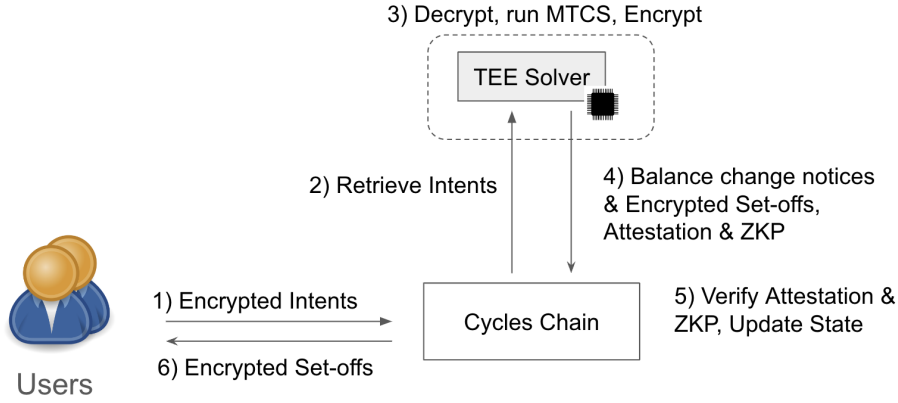 3) Decrypt, run MTCS, Encrypt
TEE Solver
2) Retrieve Intents
4) Balance change notices
& Encrypted Set-offs,
Attestation & ZKP
1) Encrypted Intents
Cycles Chain
5) Verify Attestation &
ZKP, Update State
6) Encrypted Set-offs
Users